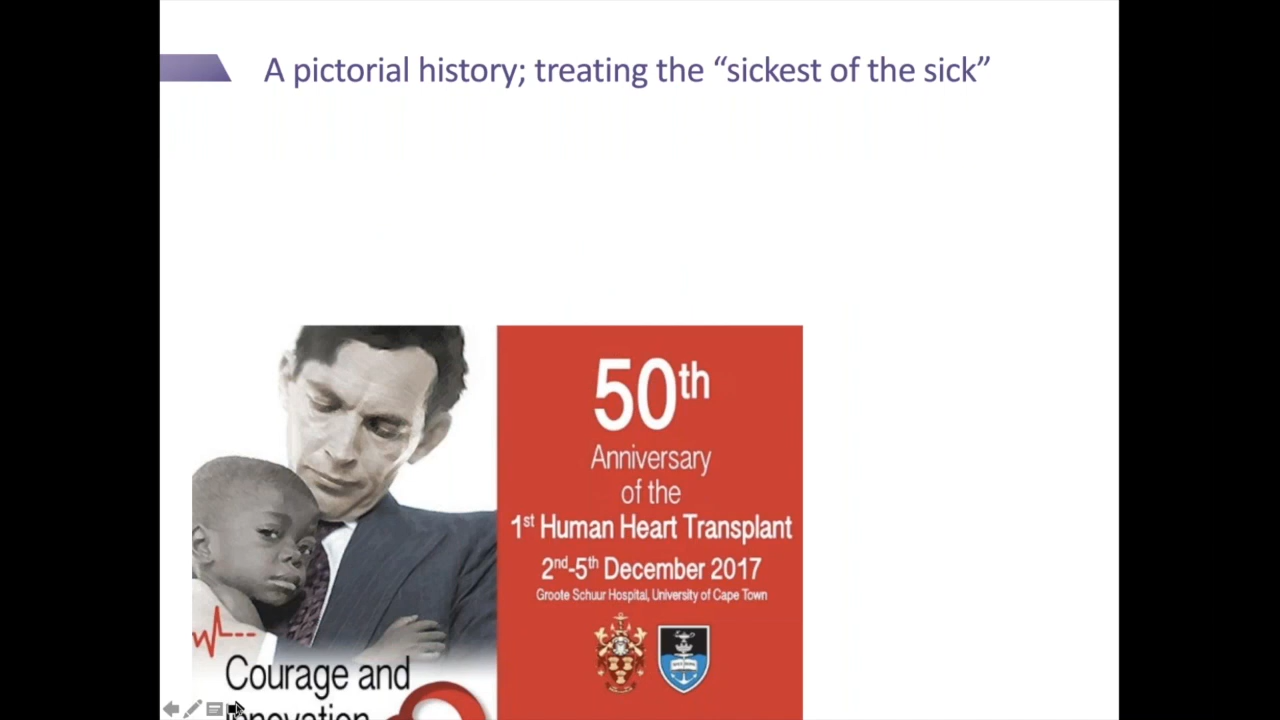 A pictorial history; treating the “sickest of the sick”
50th
Anniversary
of the
1st Human Heart Transplant
2nd-5th December 2017
Groote Schuur Hospital, University of Cape Town
Courage and